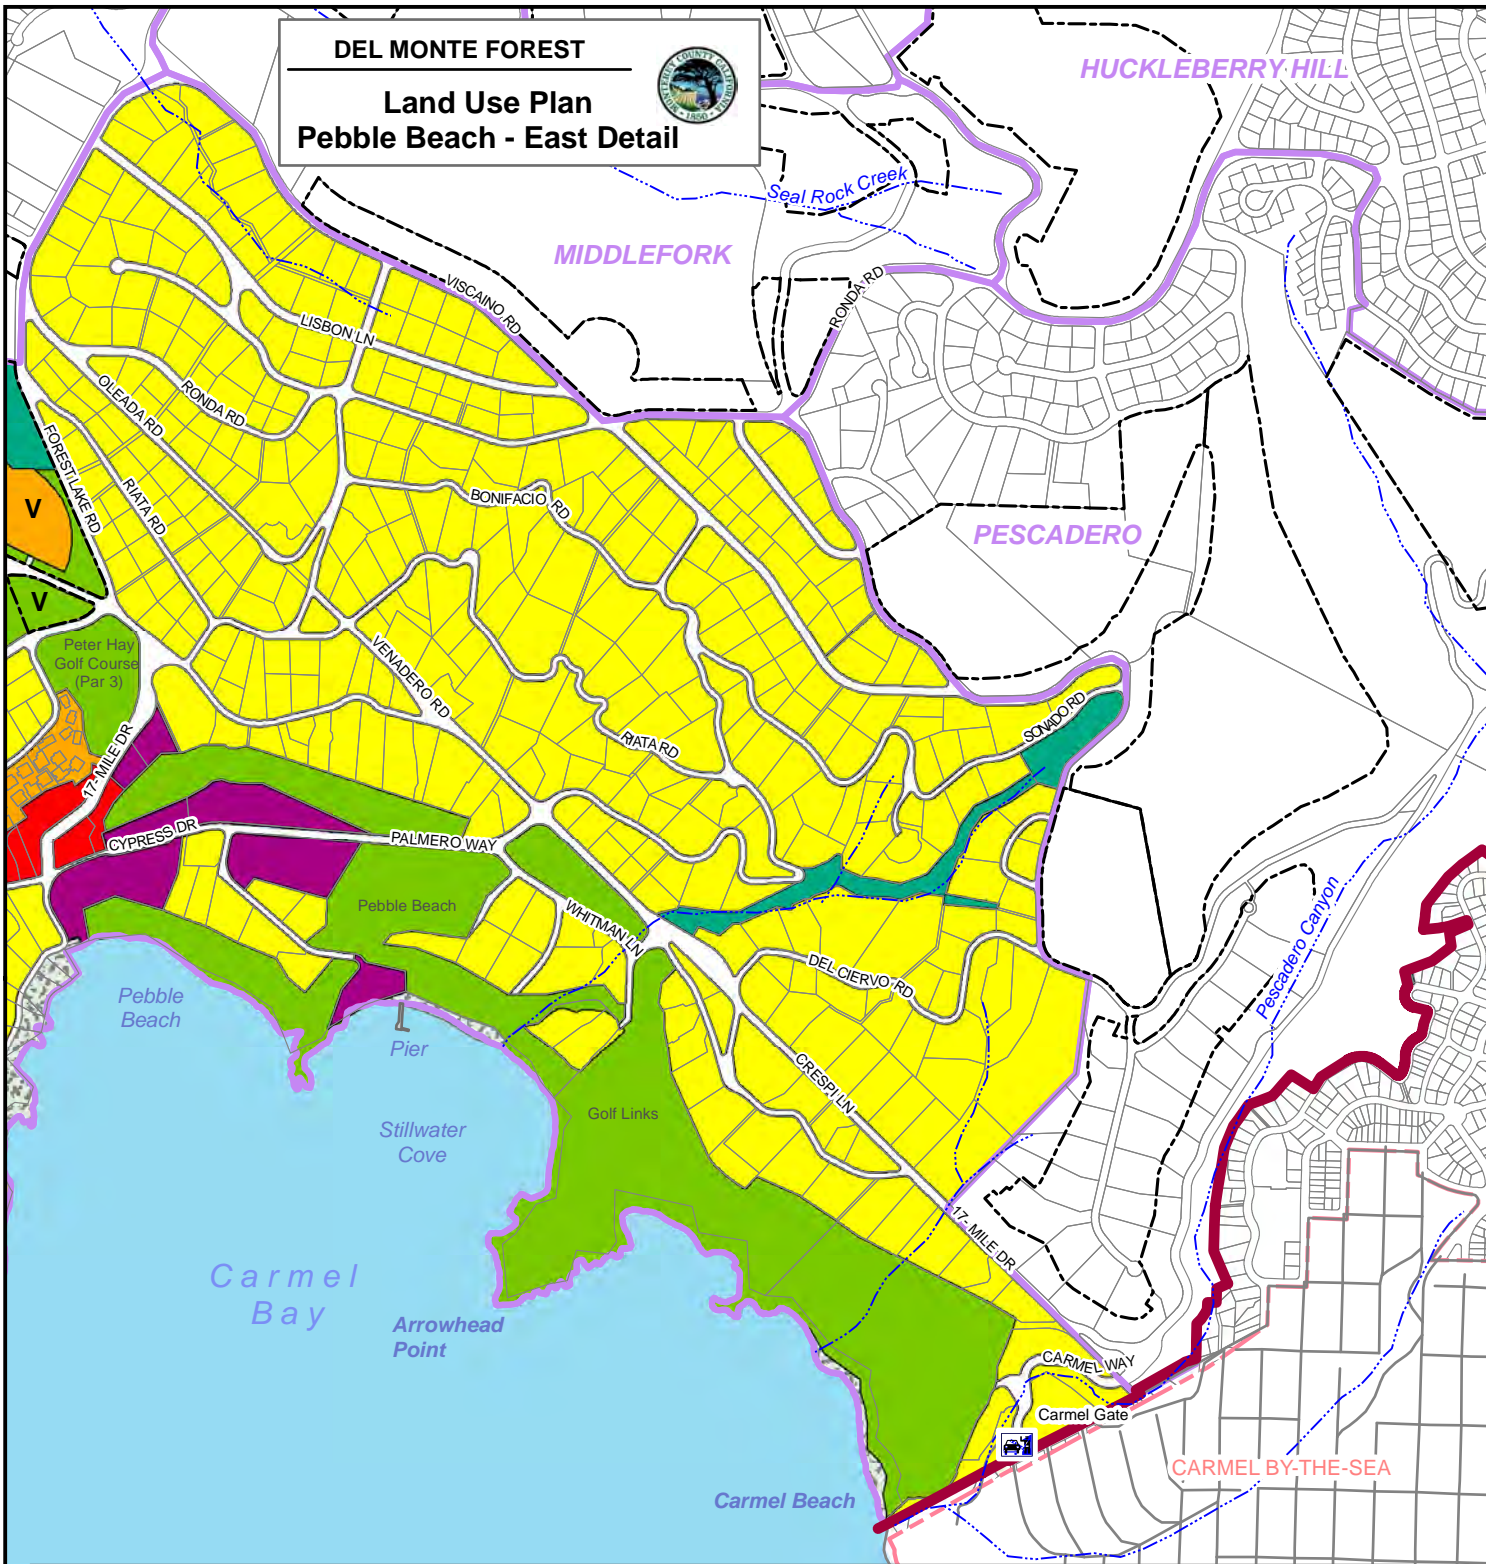 DEL MONTE FOREST
Land Use Plan
Pebble Beach - East Detail
MONTEREY COUNTY CALIFORNIA
1850
HUCKLEBERRY HILL
Seal Rock Creek
MIDDLEFORK
VISCAINO RD
RONDA RD
LISBON LN
OLEADA RD
RONDA RD
FOREST LAKE RD
RIATA RD
BONIFACIO RD
PESCADERO
V
V
Peter Hay
Golf Course
(Par 3)
VENADERO RD
RIATA RD
SONADO RD
17- MILE DR
CYPRESS DR
PALMERO WAY
Pebble Beach
WHITMAN LN
DEL CIERVO RD
Pescadero Canyon
Pebble
Beach
Pier
CRESPI LN
Golf Links
Stillwater
Cove
17- MILE DR
Carmel
Bay
Arrowhead
Point
CARMEL WAY
Carmel Gate
CARMEL BY-THE-SEA
Carmel Beach